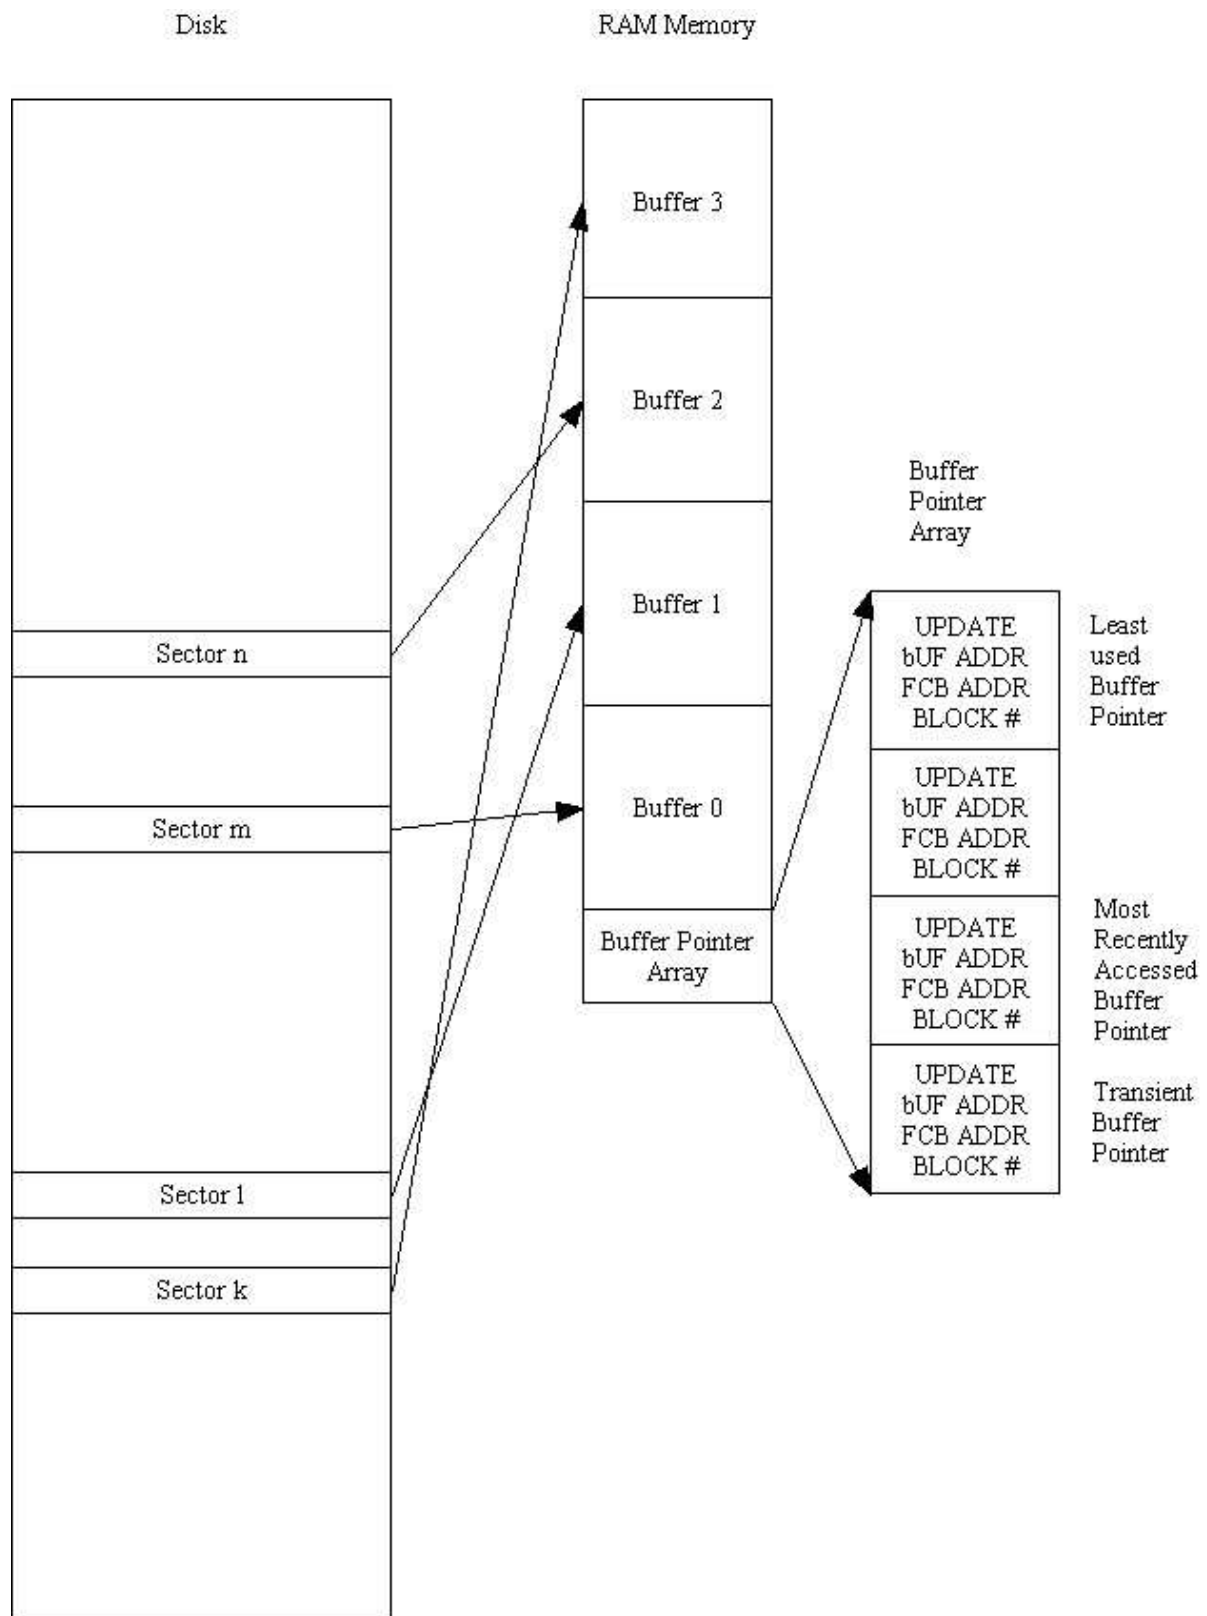 Disk
RAM Memory
Buffer 3
Buffer 2
Buffer 1
Buffer 0
Buffer Pointer
Array
Sector n
Sector m
Sector l
Sector k
Buffer
Pointer
Array
UPDATE
bUF ADDR
FCB ADDR
BLOCK #
Least
used
Buffer
Pointer
UPDATE
bUF ADDR
FCB ADDR
BLOCK #
UPDATE
bUF ADDR
FCB ADDR
BLOCK #
Most
Recently
Accessed
Buffer
Pointer
UPDATE
bUF ADDR
FCB ADDR
BLOCK #
Transient
Buffer
Pointer